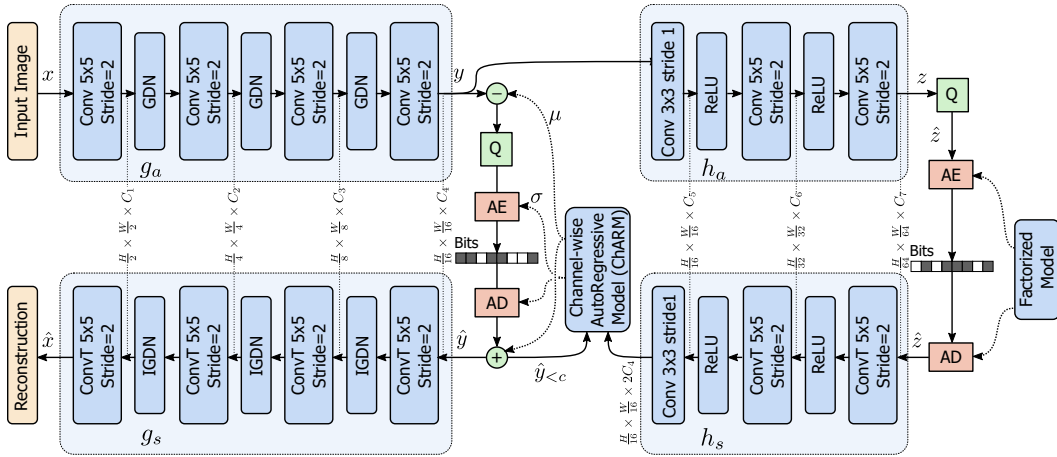 Input Image
x
Conv 5x5
Stride=2
GDN
Conv 5x5
Stride=2
GDN
Conv 5x5
Stride=2
GDN
Conv 5x5
Stride=2
g_a
y
−
μ
Q
AE
σ
Bits
AD
ŷ
+
ŷ_{<c}
Channel-wise
AutoRegressive
Model (ChARM)
Conv 3x3 stride 1
ReLU
Conv 5x5
Stride=2
ReLU
Conv 5x5
Stride=2
h_a
z
Q
ẑ
AE
Bits
AD
ẑ
Factorized
Model
H/2 × W/2 × C_1
H/4 × W/4 × C_2
H/8 × W/8 × C_3
H/16 × W/16 × C_4
H/16 × W/16 × C_5
H/32 × W/32 × C_6
H/64 × W/64 × C_7
Reconstruction
x̂
ConvT 5x5
Stride=2
IGDN
ConvT 5x5
Stride=2
IGDN
ConvT 5x5
Stride=2
IGDN
ConvT 5x5
Stride=2
g_s
H/16 × W/16 × 2C_4
Conv 3x3 stride1
ReLU
ConvT 5x5
Stride=2
ReLU
ConvT 5x5
Stride=2
h_s